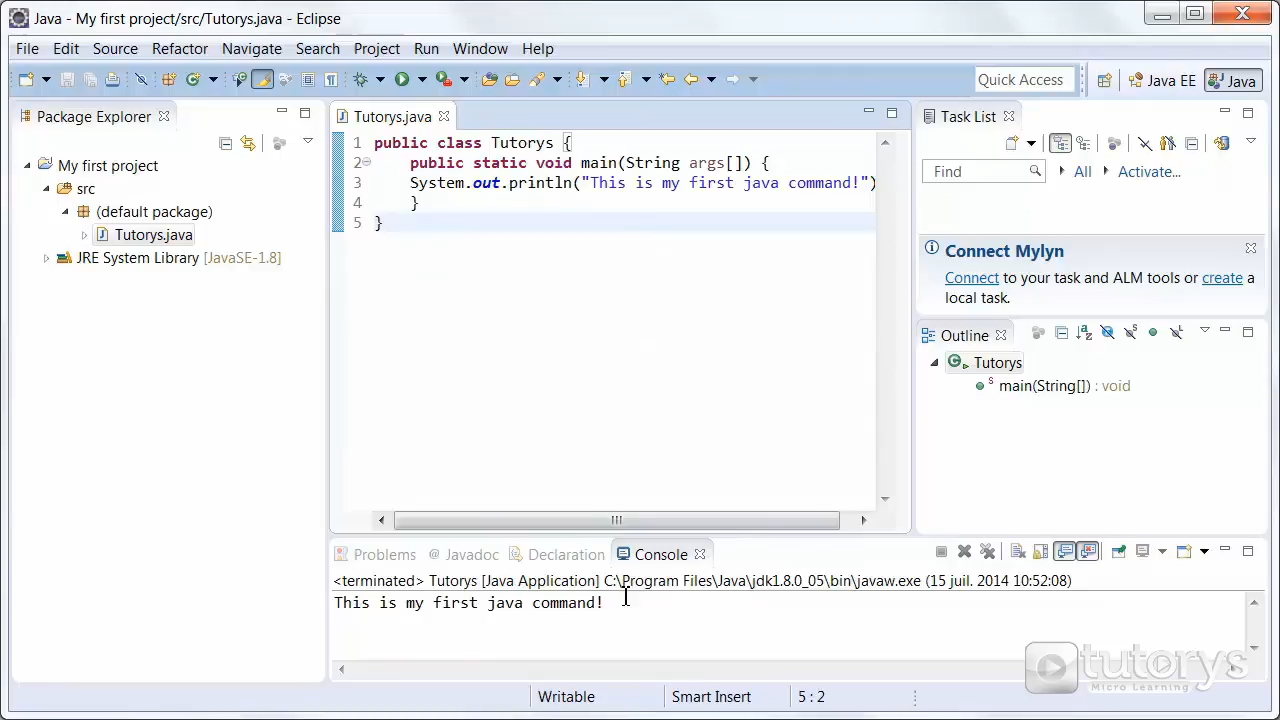 Java - My first project/src/Tutorys.java - Eclipse
File Edit Source Refactor Navigate Search Project Run Window Help
Quick Access Java EE Java
Package Explorer
My first project
src
(default package)
Tutorys.java
JRE System Library [JavaSE-1.8]
Tutorys.java
1 public class Tutorys {
2 public static void main(String args[]) {
3 System.out.println("This is my first java command!")
4 }
5 }
Task List
Find All Activate...
Connect Mylyn
Connect to your task and ALM tools or create a
local task.
Outline
Tutorys
main(String[]) : void
Problems @ Javadoc Declaration Console
<terminated> Tutorys [Java Application] C:\Program Files\Java\jdk1.8.0_05\bin\javaw.exe (15 juil. 2014 10:52:08)
This is my first java command!
Writable Smart Insert 5 : 2
tutorys
Micro Learning